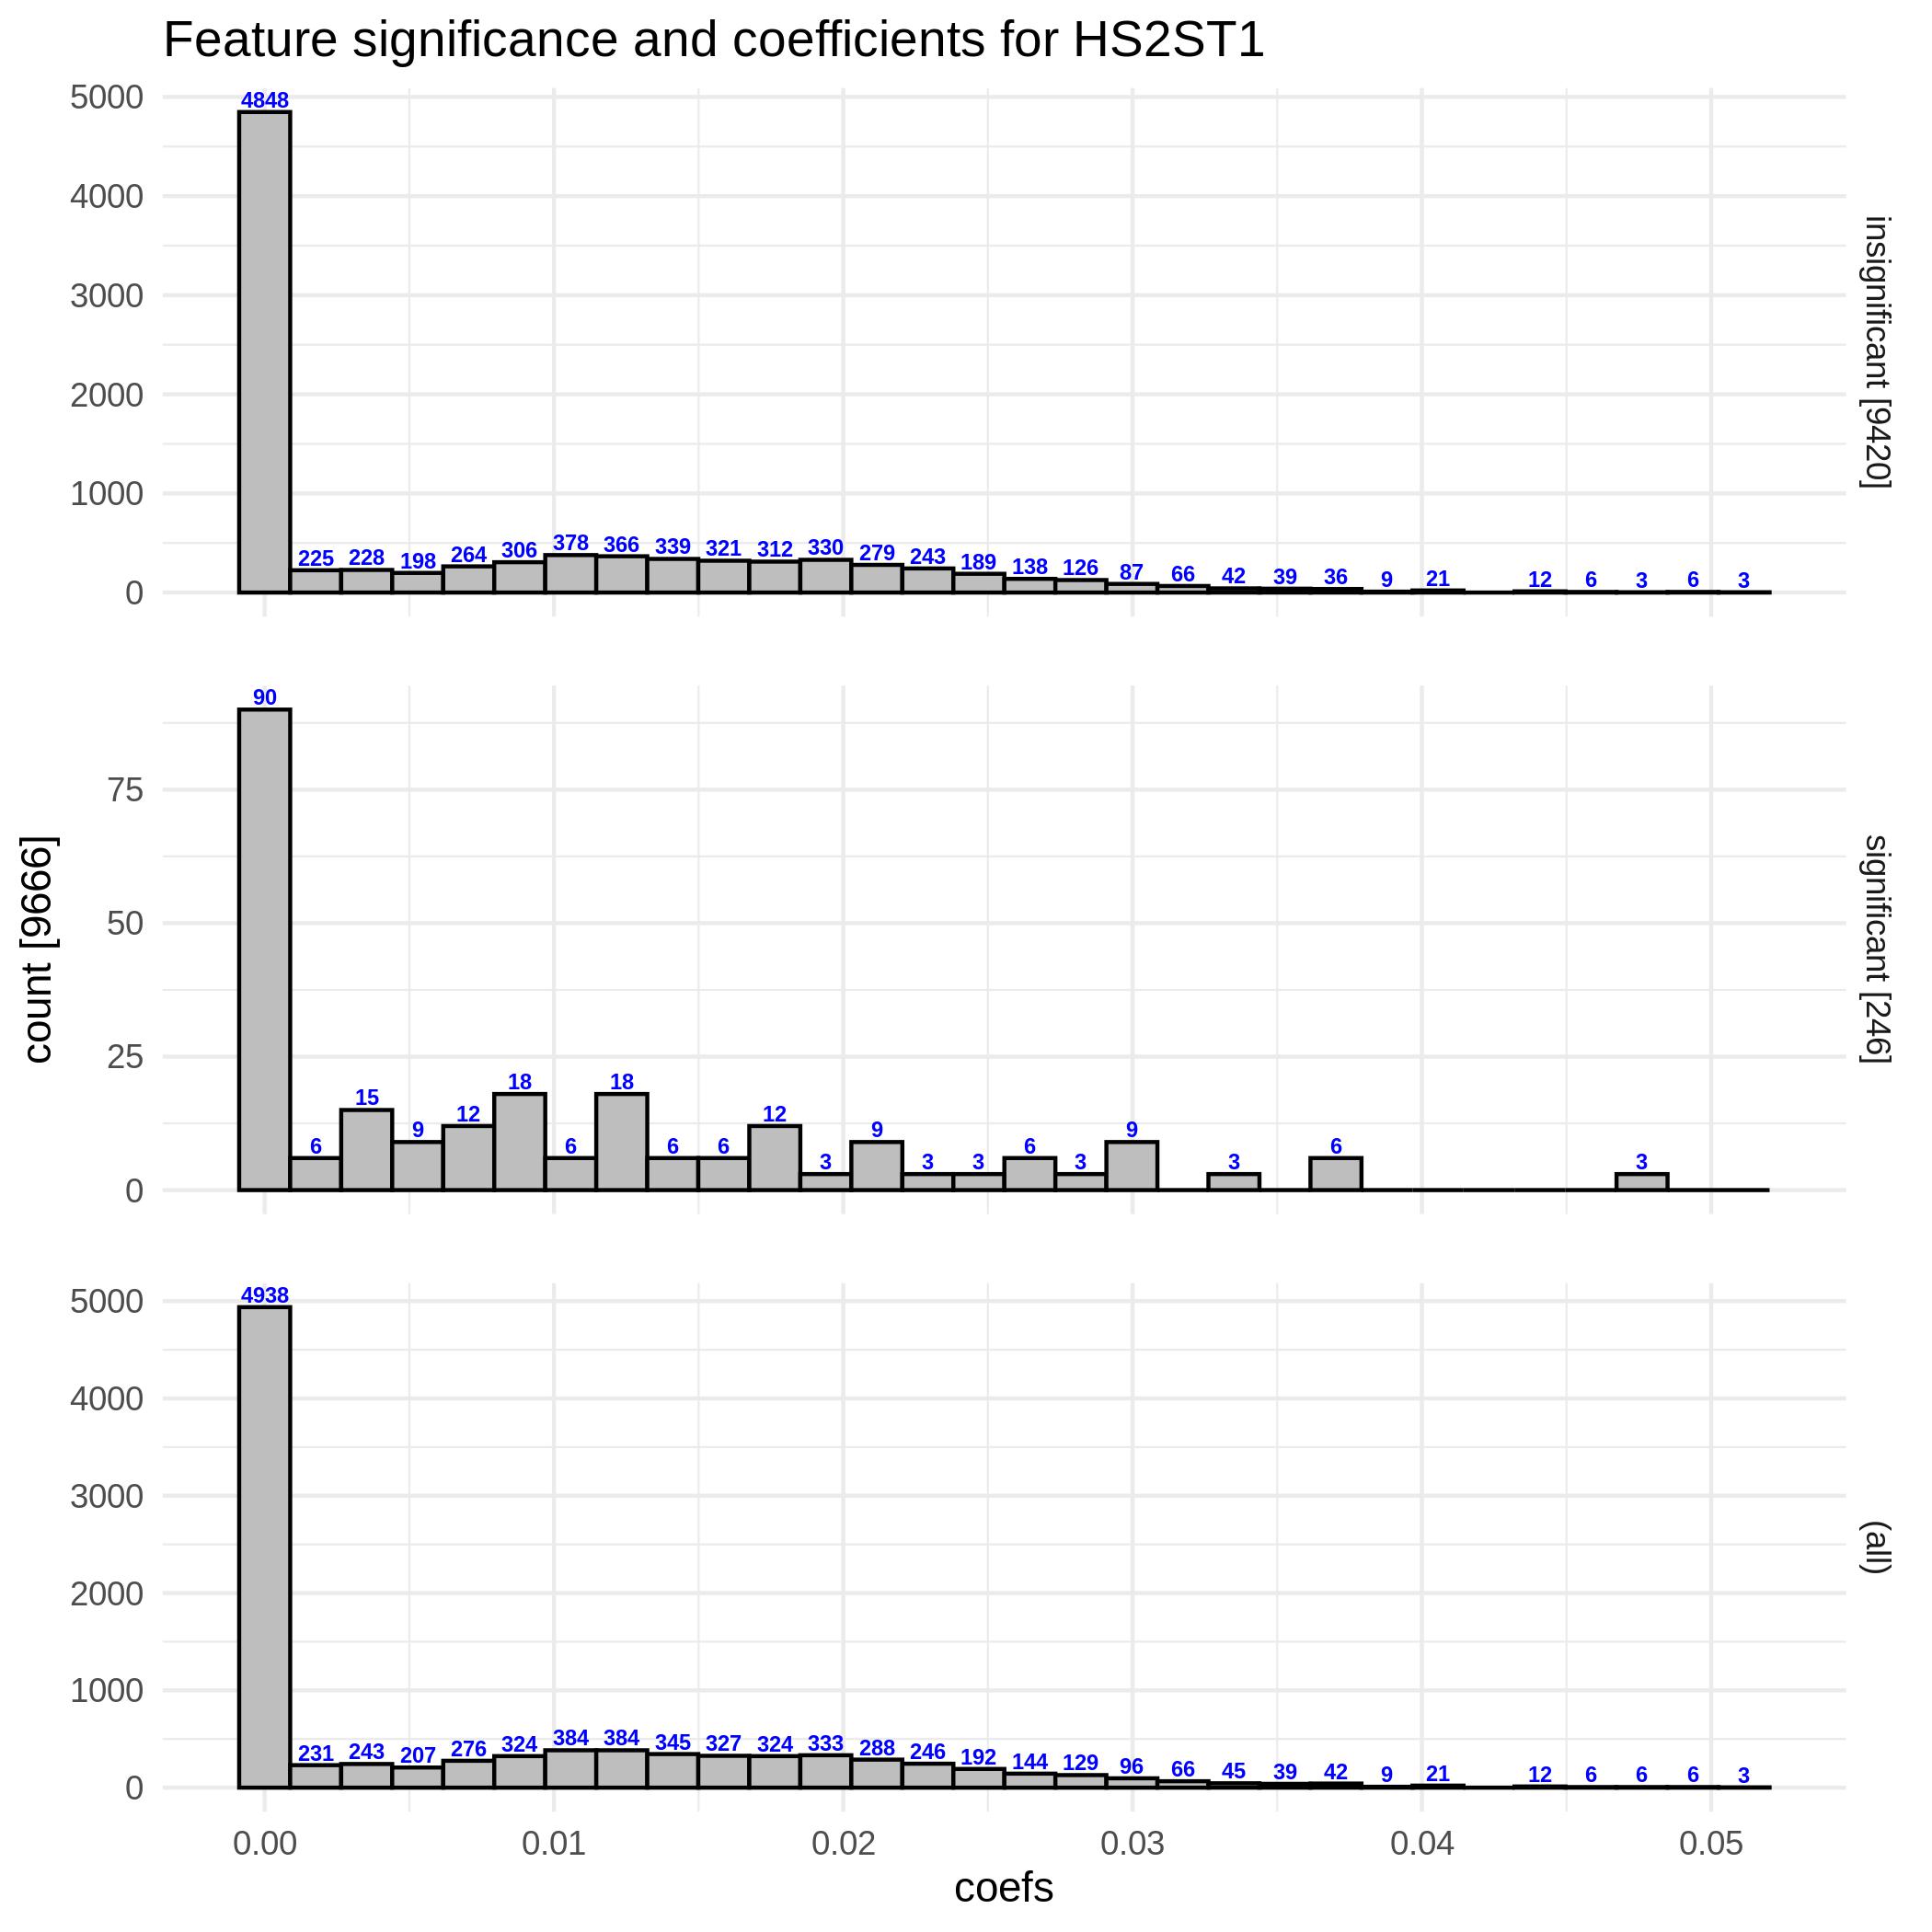 Feature significance and coefficients for HS2ST1
5000
4000
3000
2000
1000
0
4848
225 228 198 264 306 378 366 339 321 312 330 279 243 189 138 126 87 66 42 39 36 9 21 12 6 3 6 3
insignificant [9420]
count [9666]
75
50
25
0
90
6 15 9 12 18 6 18 6 6 12 3 9 3 3 6 3 9 3 6 3
significant [246]
5000
4000
3000
2000
1000
0
4938
231 243 207 276 324 384 384 345 327 324 333 288 246 192 144 129 96 66 45 39 42 9 21 12 6 6 6 3
(all)
0.00 0.01 0.02 0.03 0.04 0.05
coefs